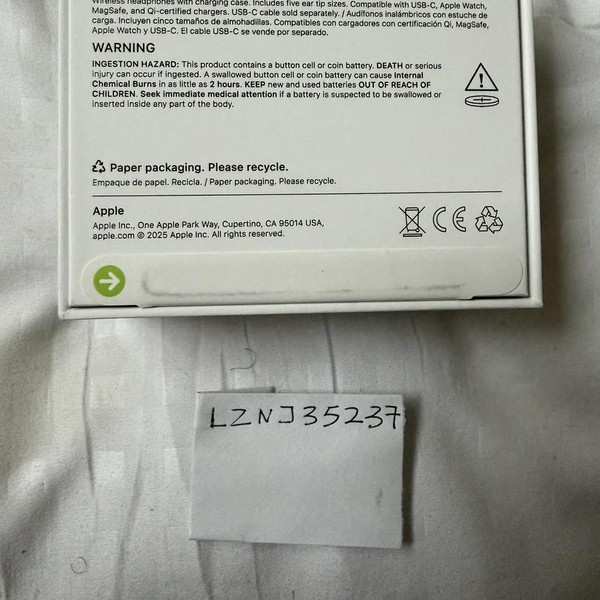 Wireless headphones with charging case. Includes five ear tip sizes. Compatible with USB-C, Apple Watch,
MagSafe, and Qi-certified chargers. USB-C cable sold separately. / Audífonos inalámbricos con estuche de
carga. Incluyen cinco tamaños de almohadillas. Compatibles con cargadores con certificación Qi, MagSafe,
Apple Watch y USB-C. El cable USB-C se vende por separado.
WARNING
INGESTION HAZARD: This product contains a button cell or coin battery. DEATH or serious
injury can occur if ingested. A swallowed button cell or coin battery can cause Internal
Chemical Burns in as little as 2 hours. KEEP new and used batteries OUT OF REACH OF
CHILDREN. Seek immediate medical attention if a battery is suspected to be swallowed or
inserted inside any part of the body.
Paper packaging. Please recycle.
Empaque de papel. Recicla. / Paper packaging. Please recycle.
Apple
Apple Inc., One Apple Park Way, Cupertino, CA 95014 USA,
apple.com ℗ 2025 Apple Inc. All rights reserved.
CE
LZNJ35237